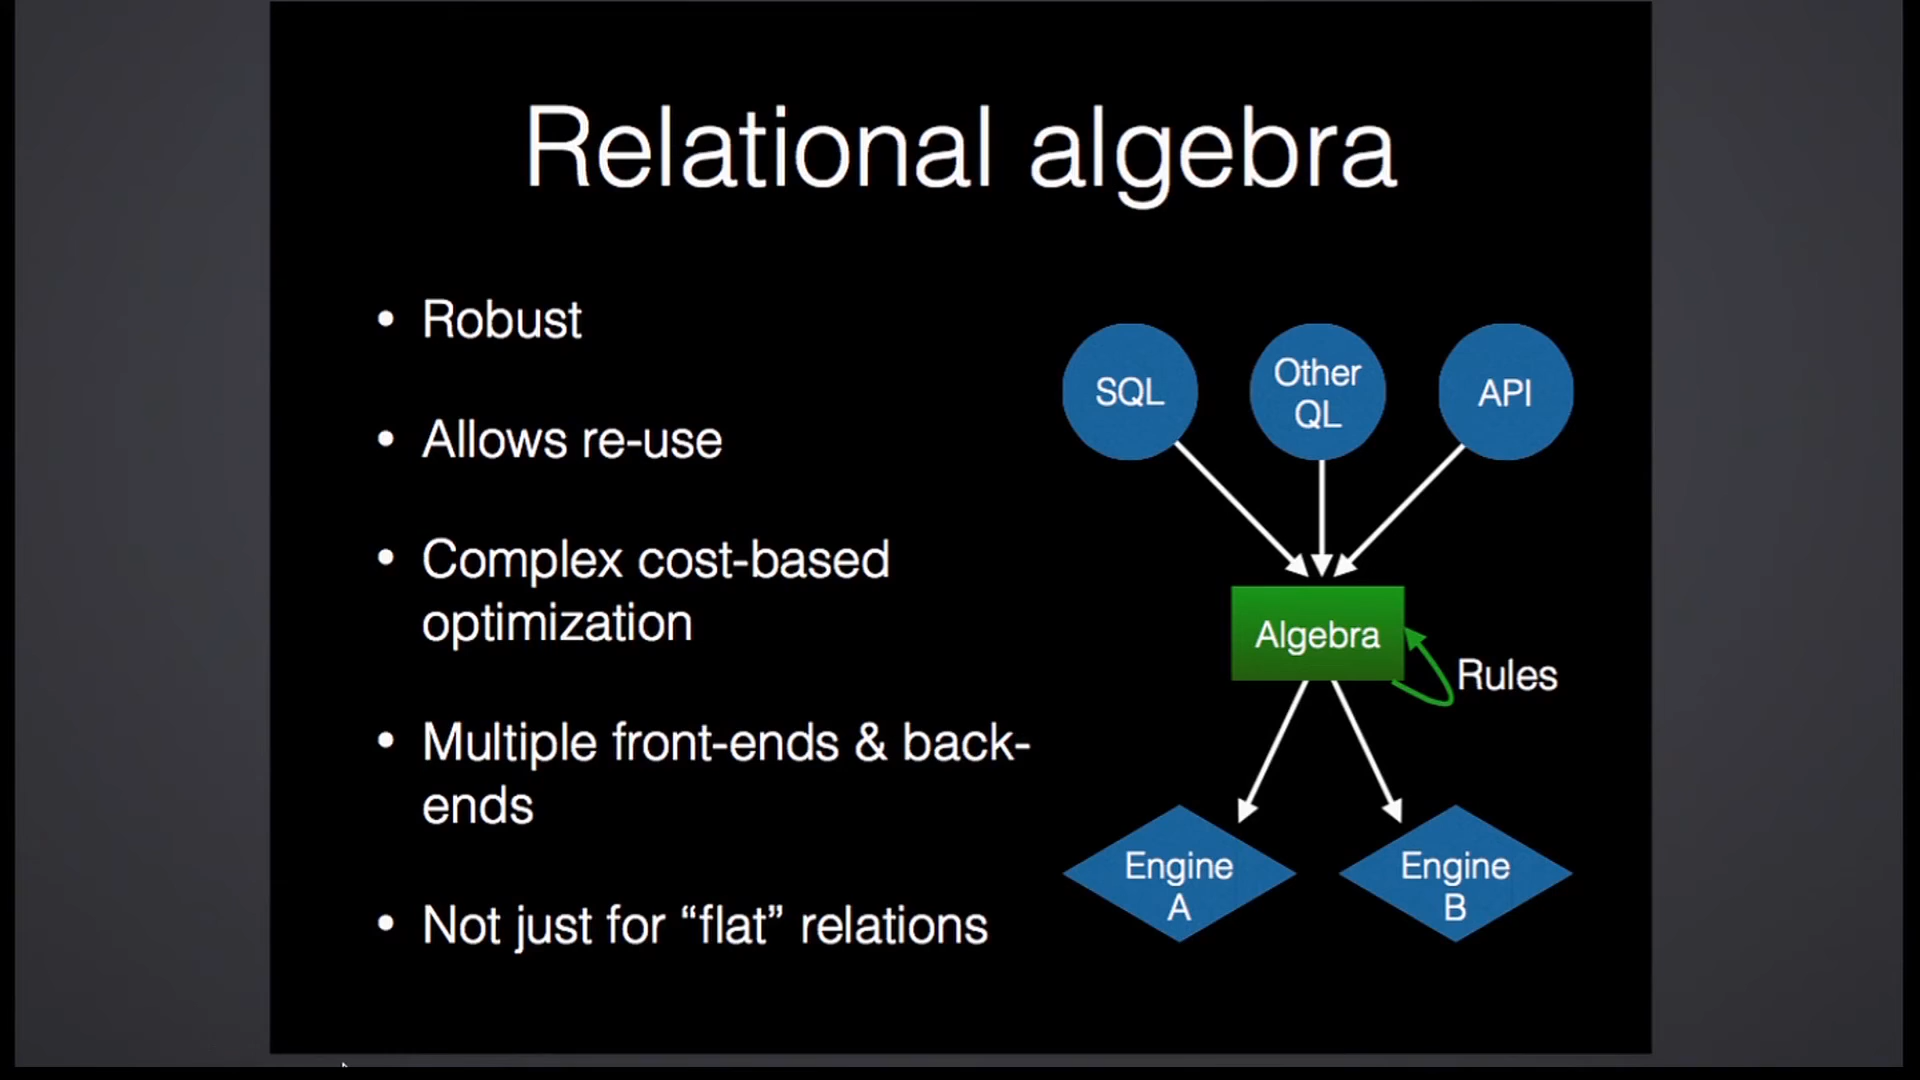 Relational algebra
• Robust
• Allows re-use
• Complex cost-based
optimization
• Multiple front-ends & back-
ends
• Not just for “flat” relations
SQL
Other
QL
API
Algebra
Rules
Engine
A
Engine
B